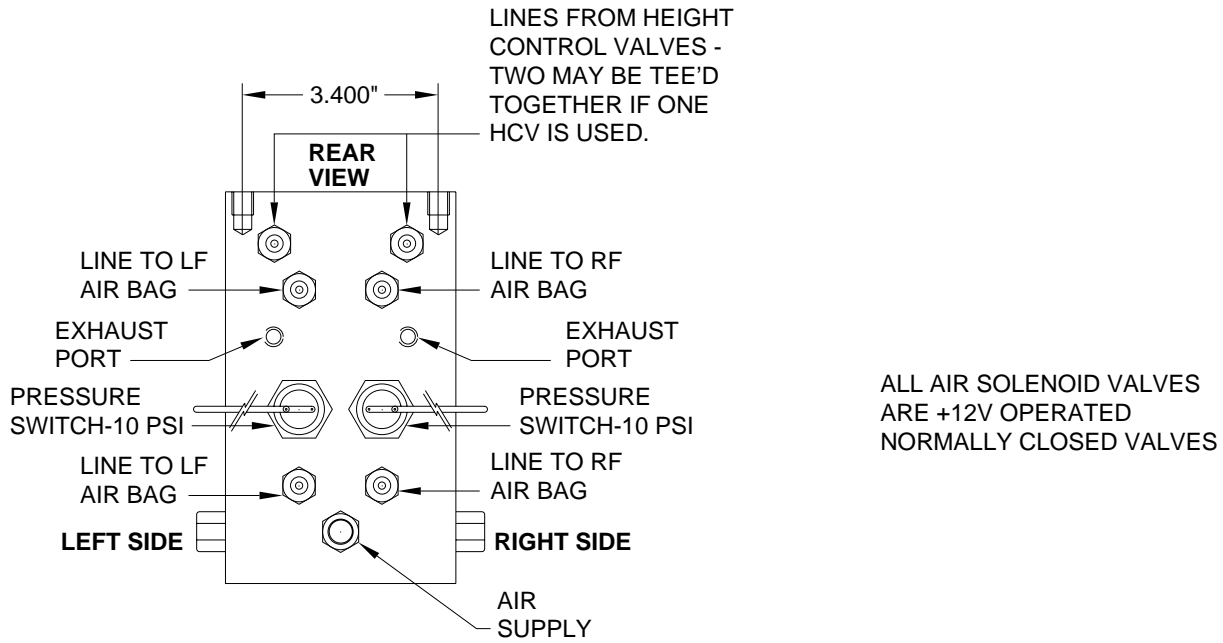 LINES FROM HEIGHT
CONTROL VALVES -
TWO MAY BE TEE'D
TOGETHER IF ONE
HCV IS USED.
3.400"
REAR
VIEW
LINE TO LF
AIR BAG
LINE TO RF
AIR BAG
EXHAUST
PORT
EXHAUST
PORT
PRESSURE
SWITCH-10 PSI
PRESSURE
SWITCH-10 PSI
ALL AIR SOLENOID VALVES
ARE +12V OPERATED
NORMALLY CLOSED VALVES
LINE TO LF
AIR BAG
LINE TO RF
AIR BAG
LEFT SIDE
RIGHT SIDE
AIR
SUPPLY